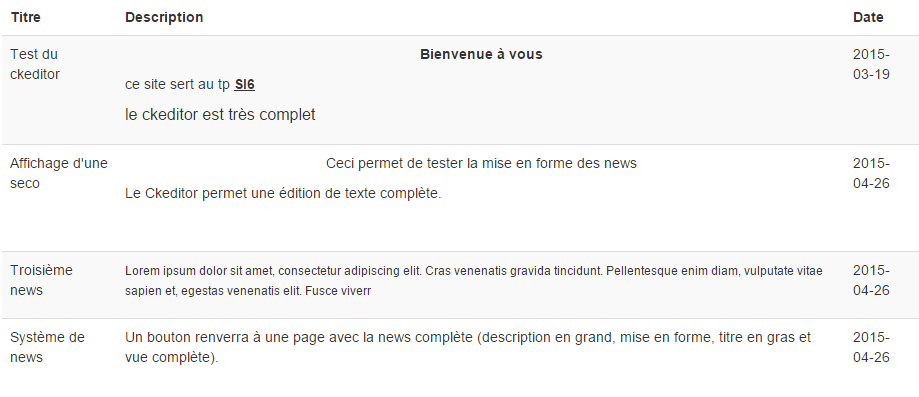 Titre Description Date
Test du ckeditor
Bienvenue à vous
ce site sert au tp SI6
le ckeditor est très complet
2015-
03-19
Affichage d'une
seco
Ceci permet de tester la mise en forme des news
Le Ckeditor permet une édition de texte complète.
2015-
04-26
Troisième
news
Lorem ipsum dolor sit amet, consectetur adipiscing elit. Cras venenatis gravida tincidunt. Pellentesque enim diam, vulputate vitae
sapien et, egestas venenatis elit. Fusce viverr
2015-
04-26
Système de
news
Un bouton renverra à une page avec la news complète (description en grand, mise en forme, titre en gras et
vue complète).
2015-
04-26